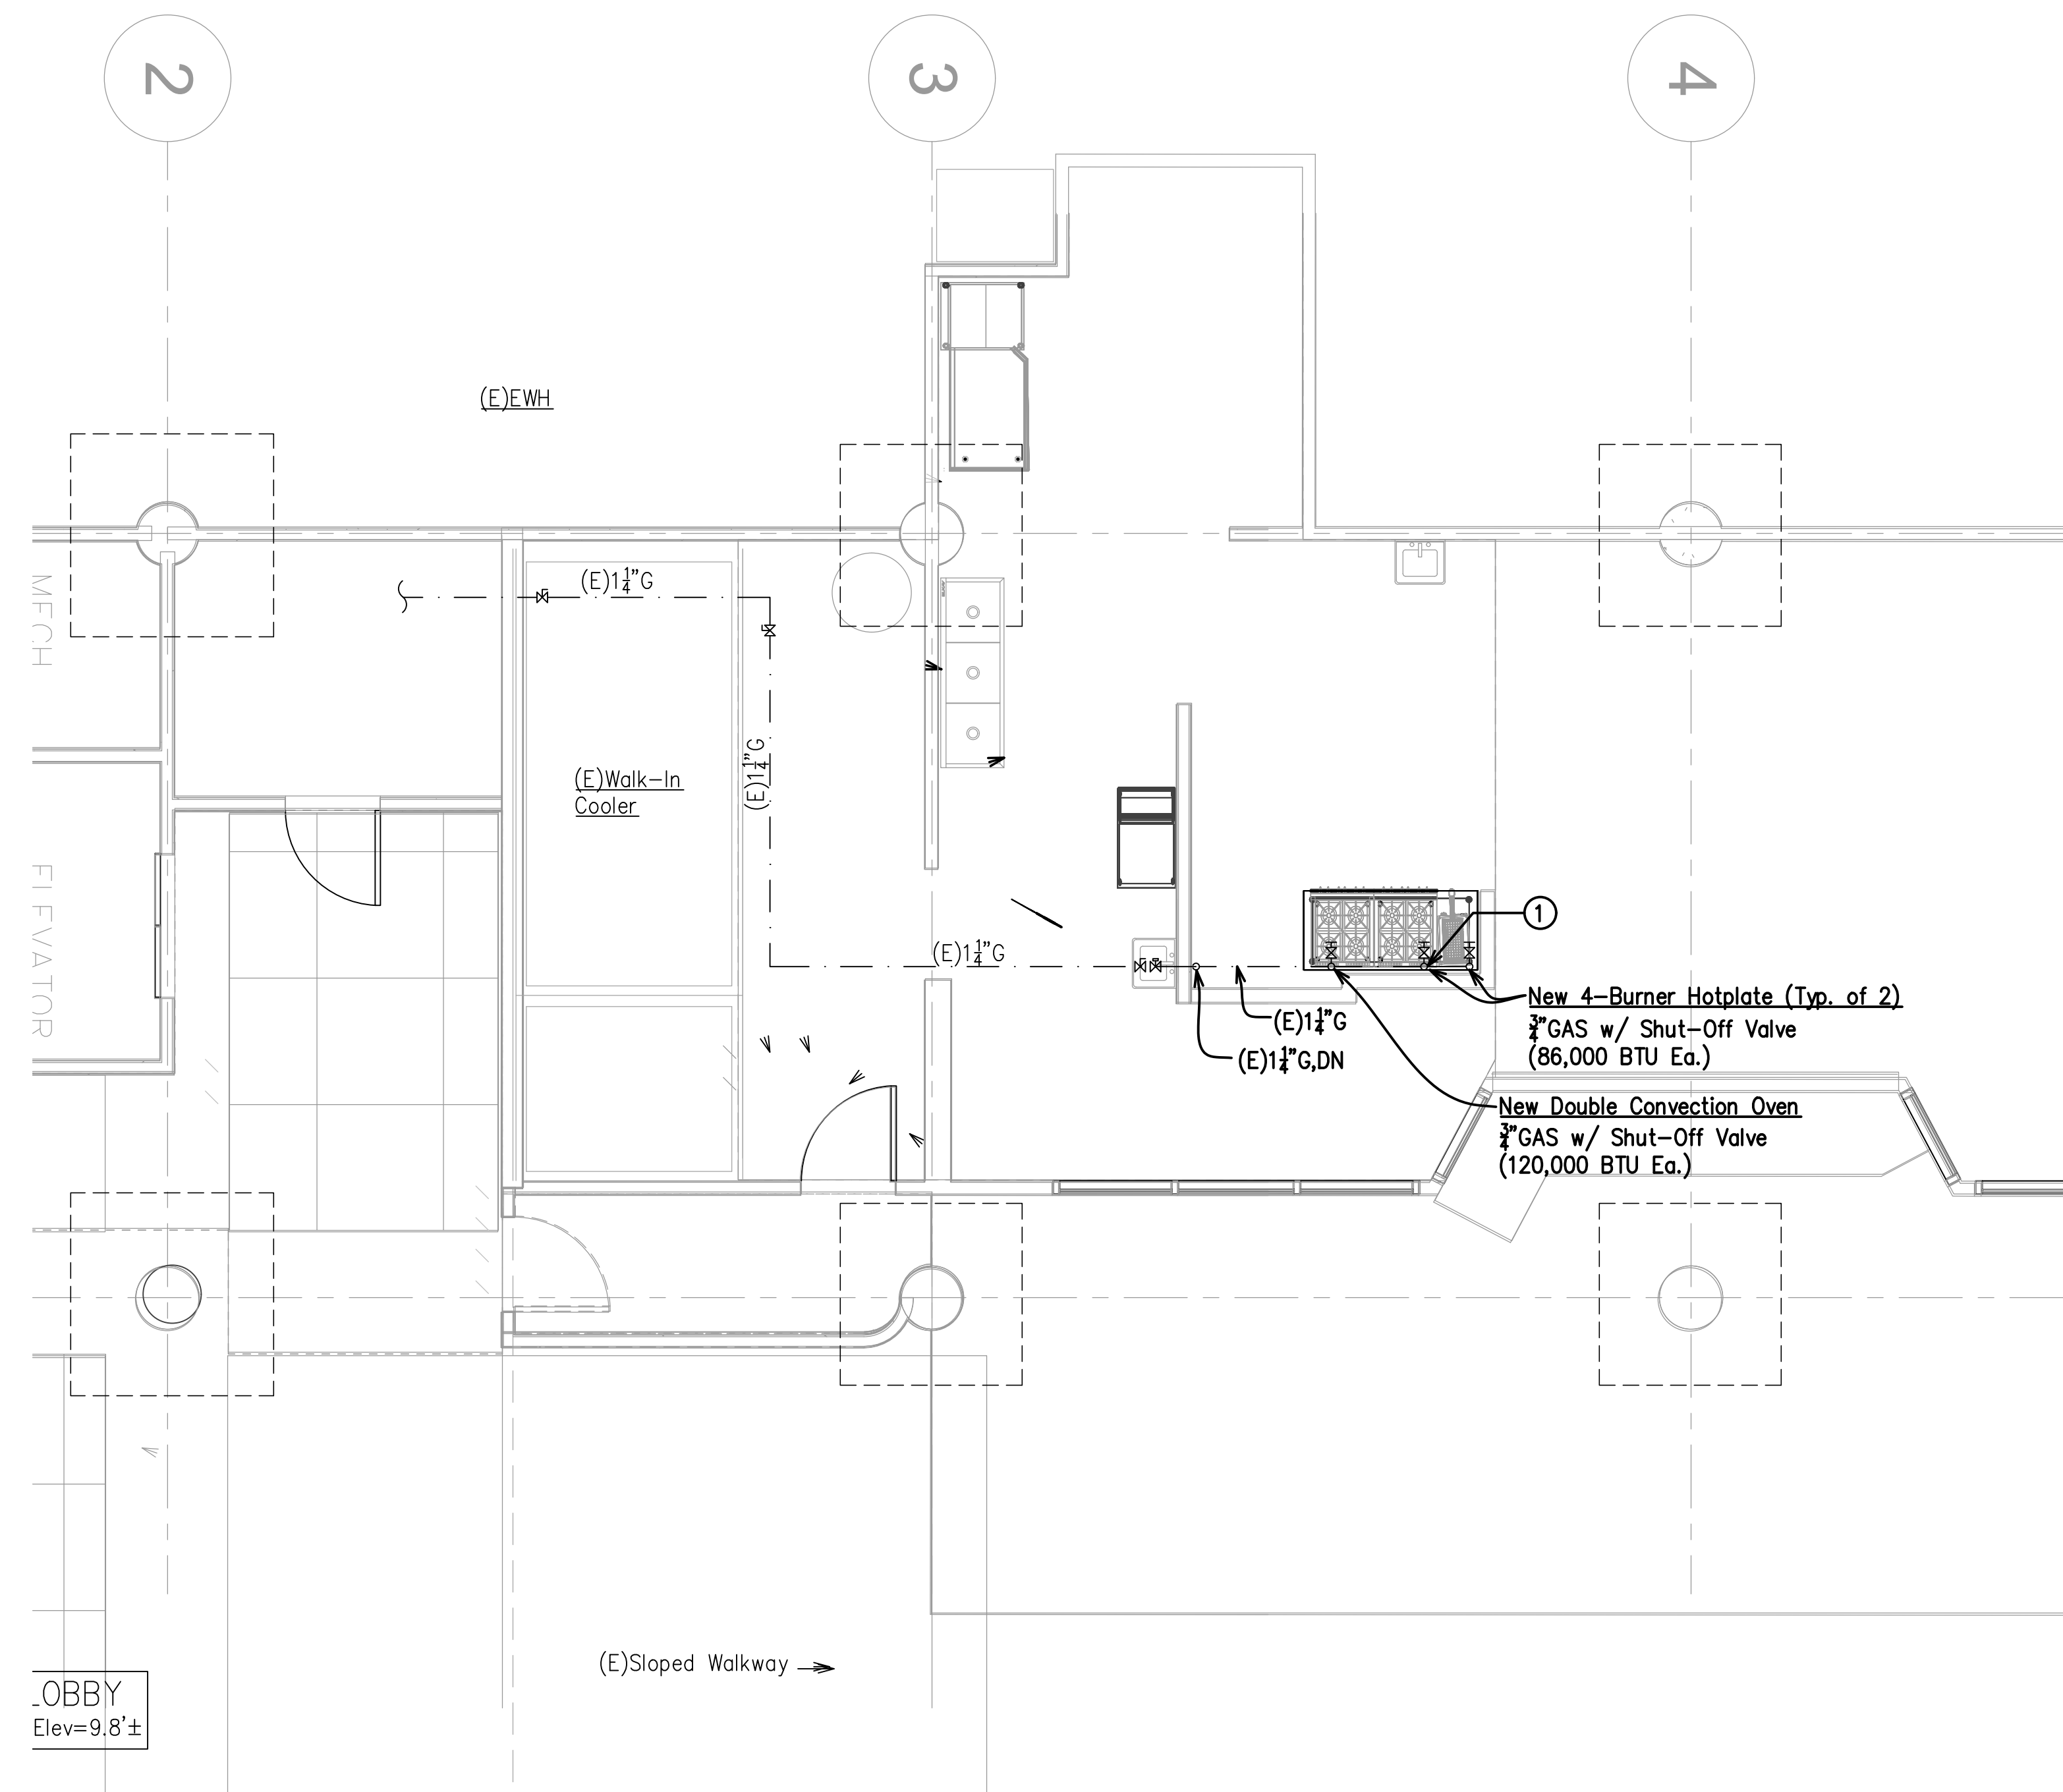 2
3
4
(E)EWH
(E)1¼"G
MECH
(E)1¼"G
(E)Walk-In
Cooler
ELEVATOR
1
(E)1¼"G
New 4-Burner Hotplate (Typ. of 2)
¾"GAS w/ Shut-Off Valve
(86,000 BTU Ea.)
(E)1¼"G
(E)1¼"G,DN
New Double Convection Oven
¾"GAS w/ Shut-Off Valve
(120,000 BTU Ea.)
(E)Sloped Walkway
LOBBY
Elev=9.8'±